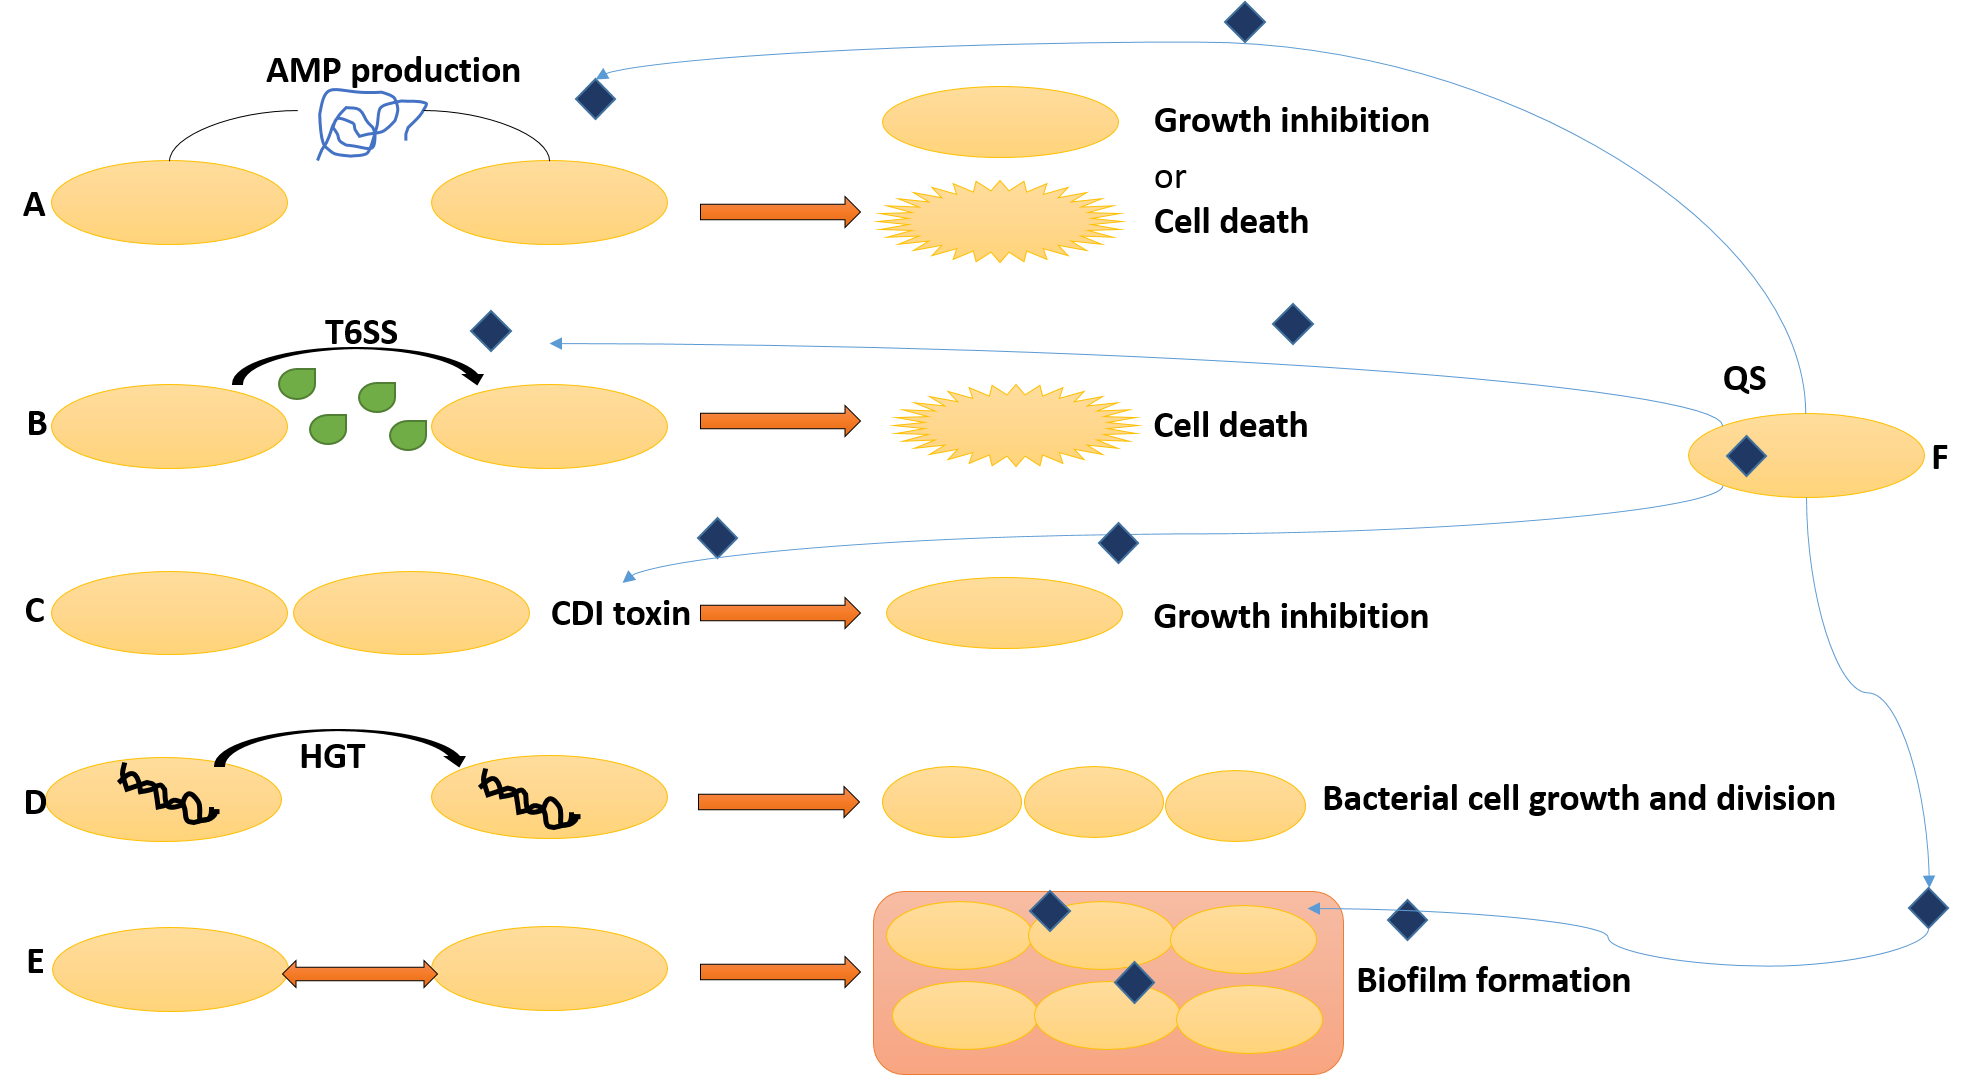 AMP production
A
Growth inhibition
or
Cell death
T6SS
B
Cell death
QS
F
C
CDI toxin
Growth inhibition
HGT
D
Bacterial cell growth and division
E
Biofilm formation